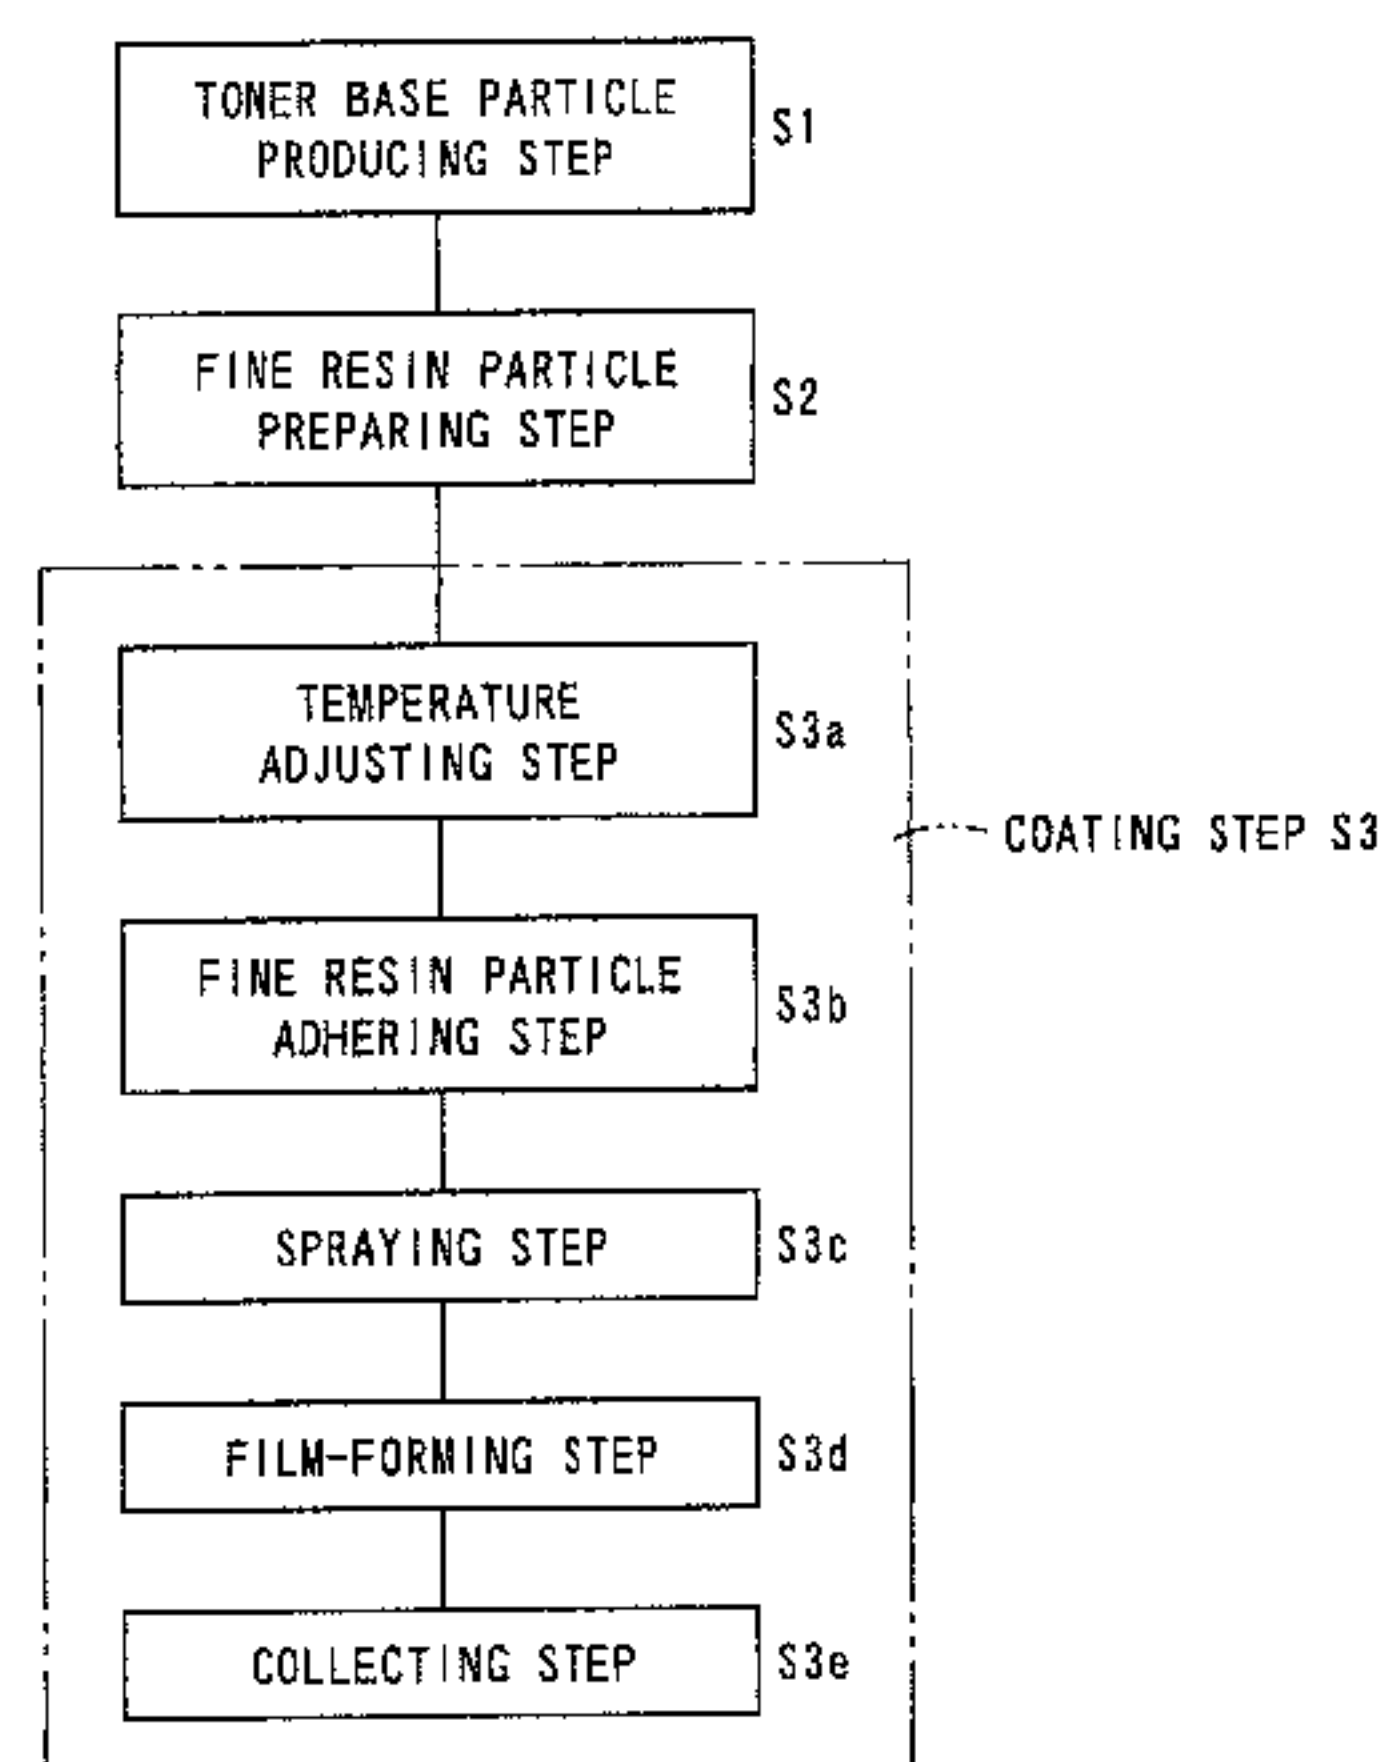 TONER BASE PARTICLE
PRODUCING STEP
S1
FINE RESIN PARTICLE
PREPARING STEP
S2
TEMPERATURE
ADJUSTING STEP
S3a
COATING STEP S3
FINE RESIN PARTICLE
ADHERING STEP
S3b
SPRAYING STEP
S3c
FILM-FORMING STEP
S3d
COLLECTING STEP
S3e